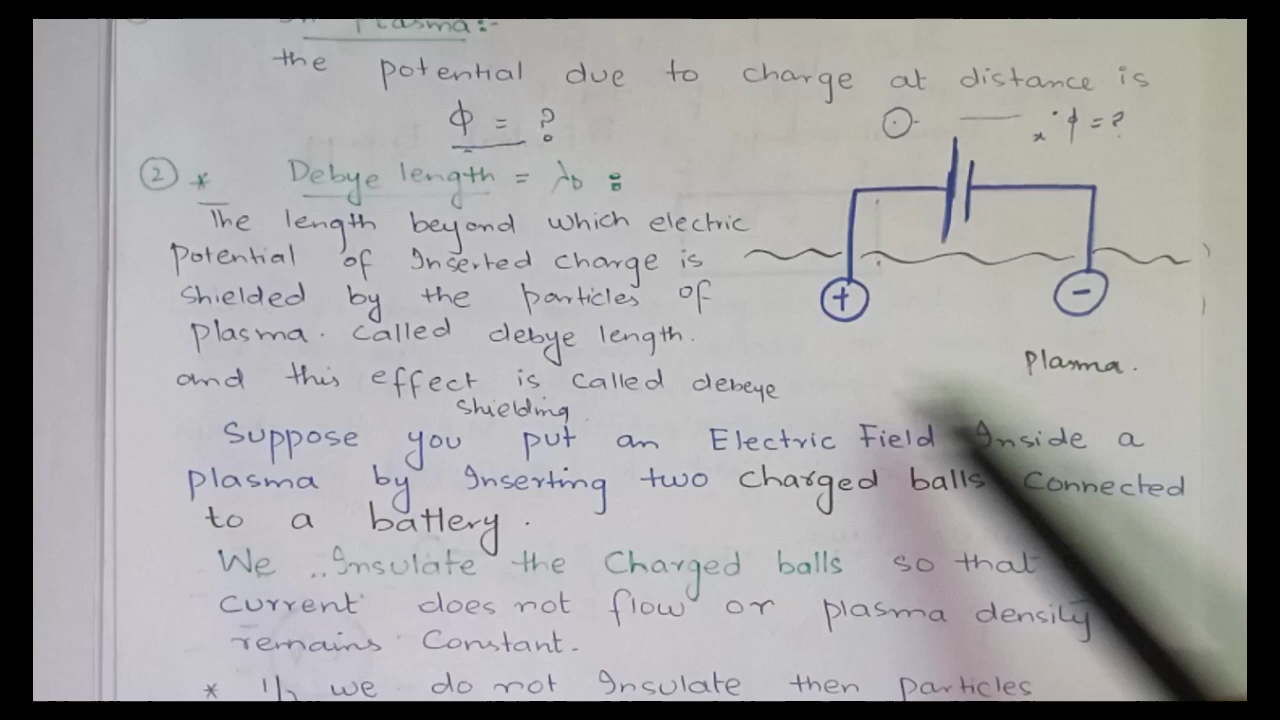 In Plasma:-
the potential due to charge at distance is
ϕ = ?
ϕ = ?
② * Debye length = λD :
The length beyond which electric
Potential of Inserted charge is
shielded by the particles of
plasma. called debye length.
and this effect is called debeye
shielding
+
-
plasma.
Suppose you put an Electric Field Inside a
plasma by Inserting two charged balls connected
to a battery.
We ..Insulate the Charged balls so that
current does not flow or plasma density
remains Constant.
* If we do not Insulate then particles